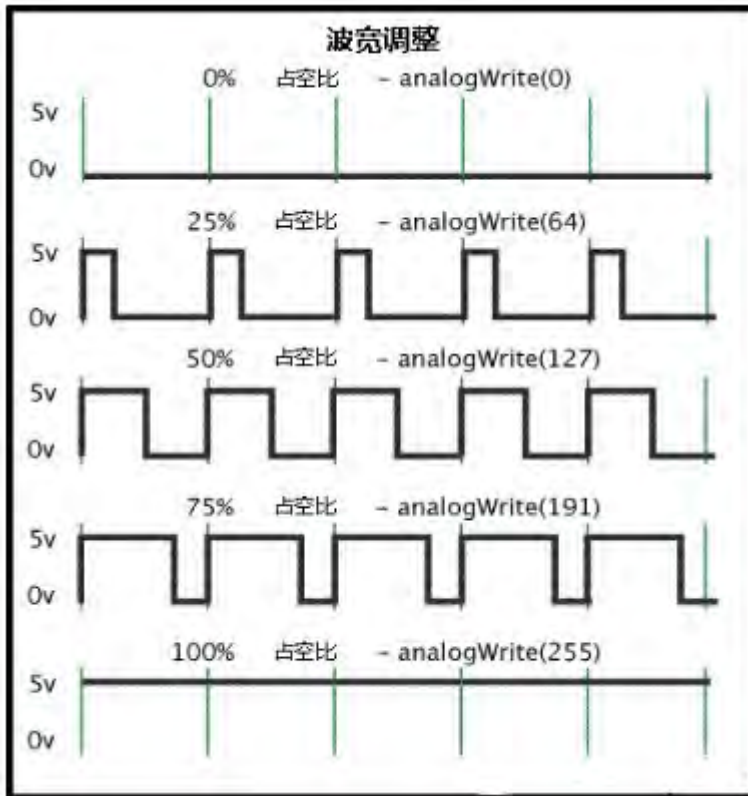 波宽调整
0% 占空比 – analogWrite(0)
5v
0v
25% 占空比 – analogWrite(64)
5v
0v
50% 占空比 – analogWrite(127)
5v
0v
75% 占空比 – analogWrite(191)
5v
0v
100% 占空比 – analogWrite(255)
5v
0v